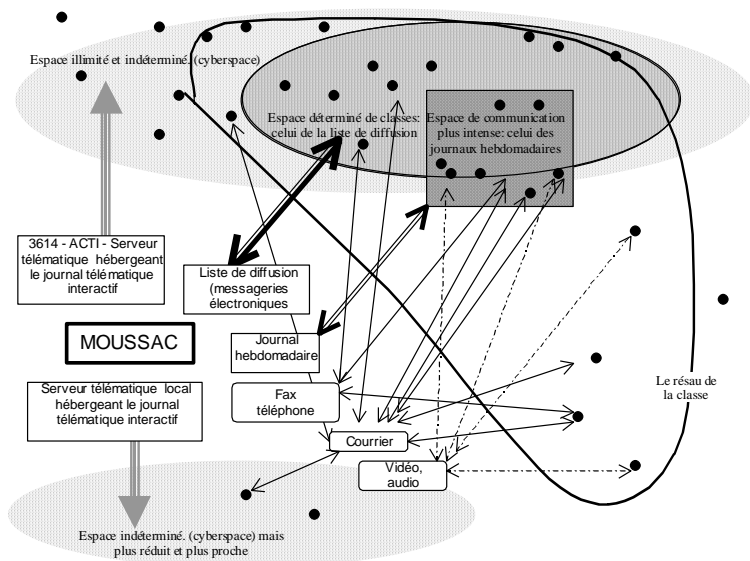 Espace illimité et indéterminé. (cyberspace)
Espace déterminé de classes:
celui de la liste de diffusion
Espace de communication
plus intense: celui des
journaux hebdomadaires
3614 - ACTI - Serveur
télématique hébergeant
le journal télématique
interactif
Liste de diffusion
(messageries
électroniques
MOUSSAC
Journal
hebdomadaire
Le résau de
la classe
Serveur télématique local
hébergeant le journal
télématique interactif
Fax
téléphone
Courrier
Vidéo,
audio
Espace indéterminé. (cyberspace) mais
plus réduit et plus proche